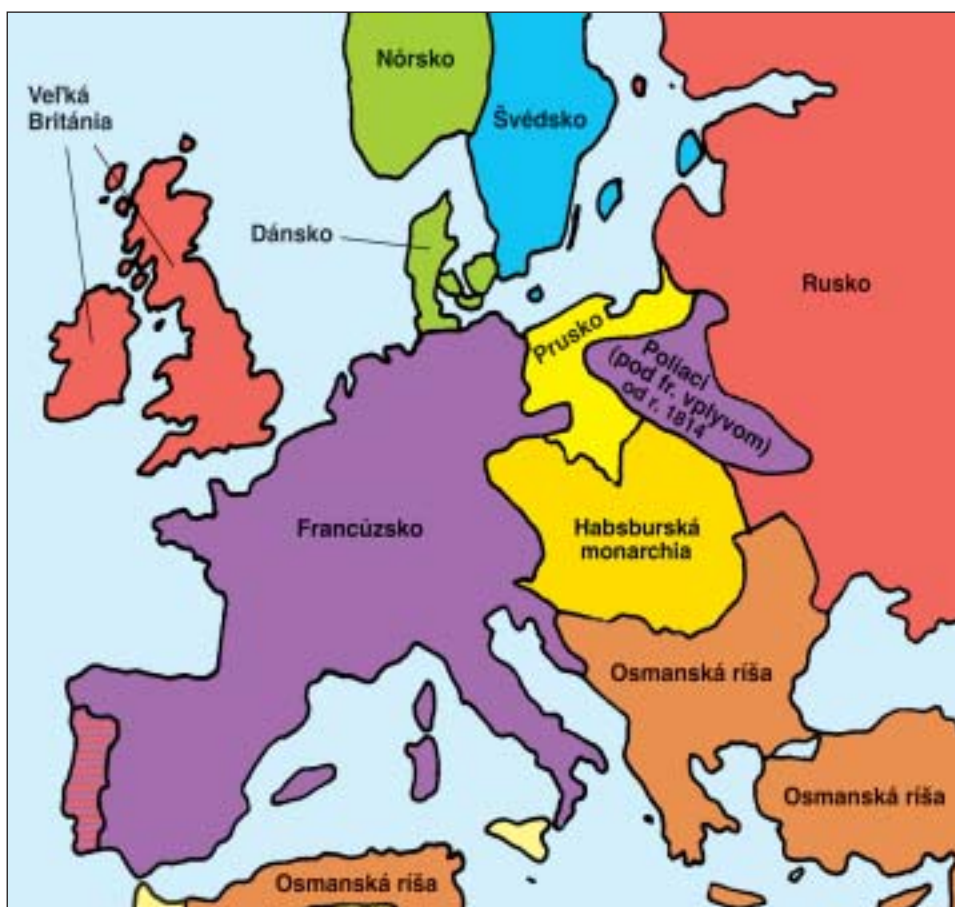 Nórsko
Švédsko
Veľká
Británia
Dánsko
Rusko
Prusko
Poliaci
(pod fr. vplyvom)
od r. 1814
Francúzsko
Habsburská
monarchia
Osmanská ríša
Osmanská ríša
Osmanská ríša